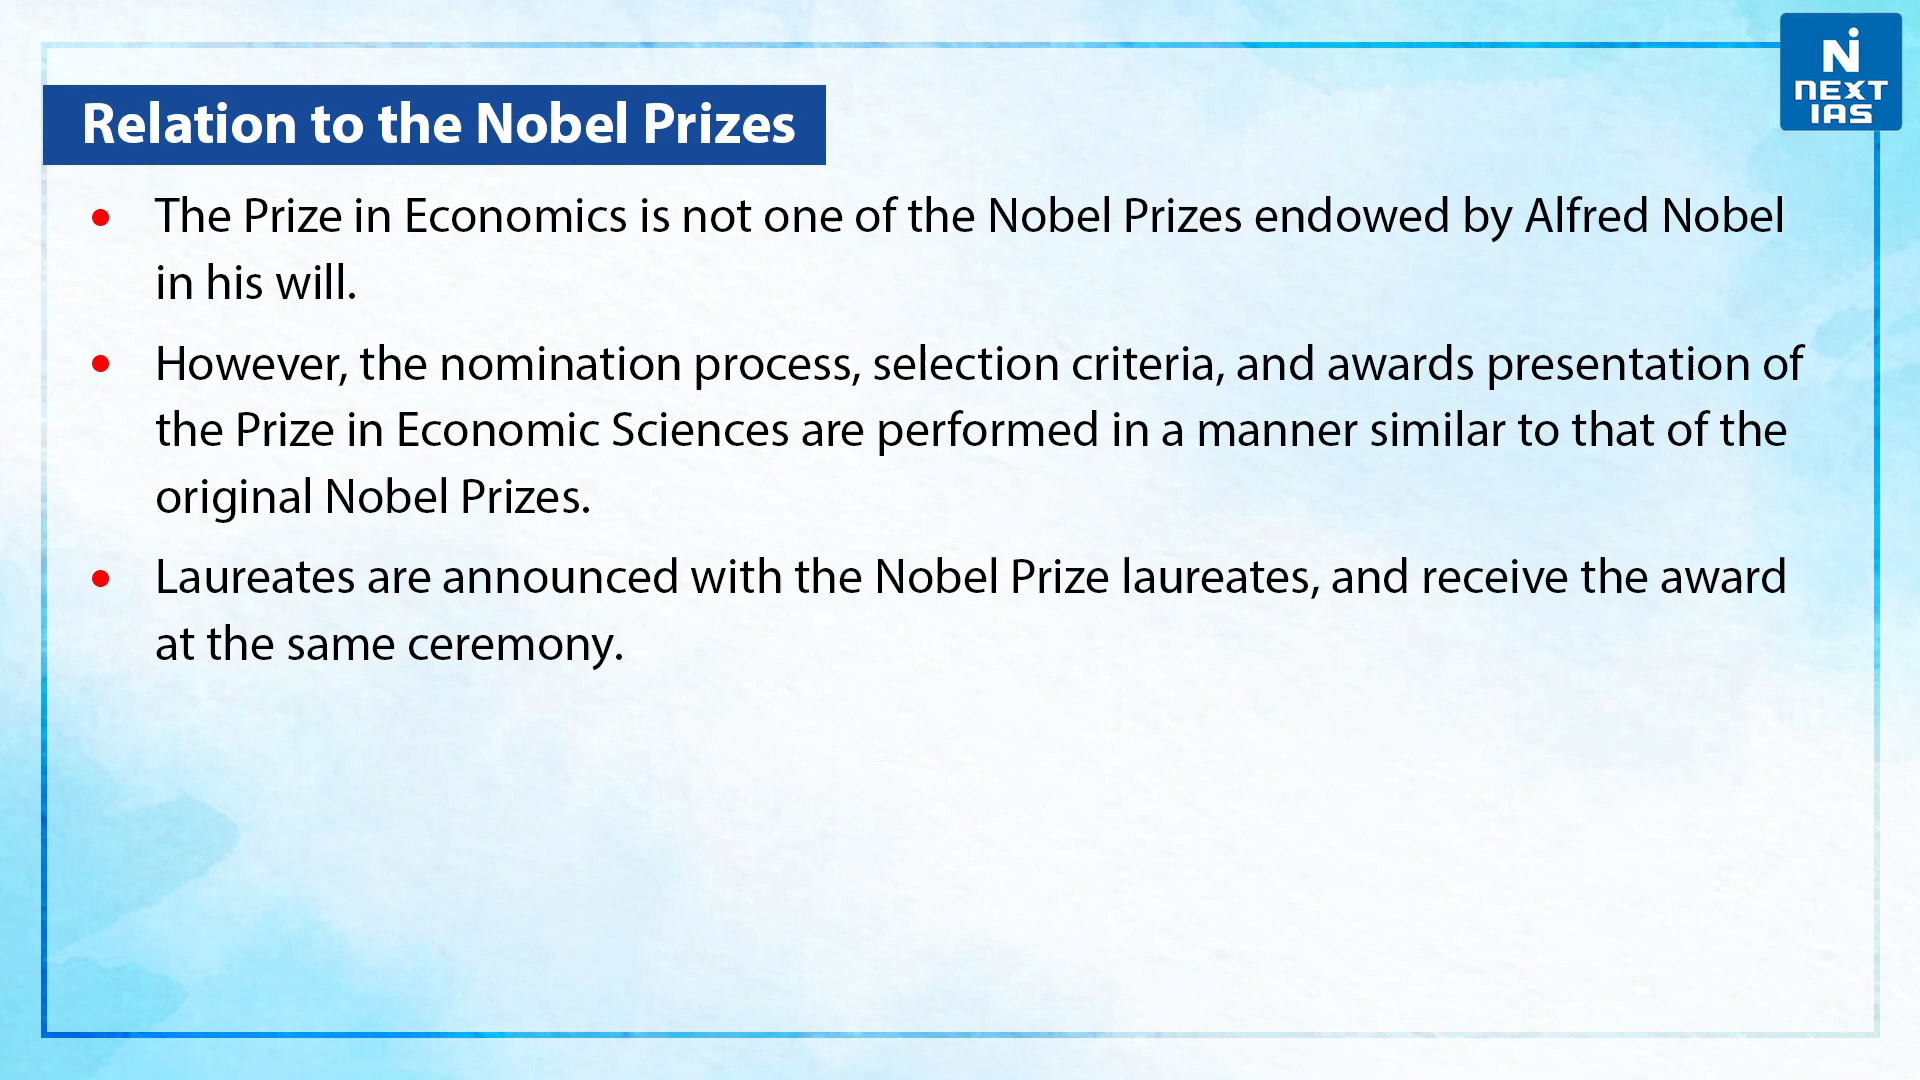 NEXT
IAS
Relation to the Nobel Prizes
The Prize in Economics is not one of the Nobel Prizes endowed by Alfred Nobel
in his will.
However, the nomination process, selection criteria, and awards presentation of
the Prize in Economic Sciences are performed in a manner similar to that of the
original Nobel Prizes.
Laureates are announced with the Nobel Prize laureates, and receive the award
at the same ceremony.